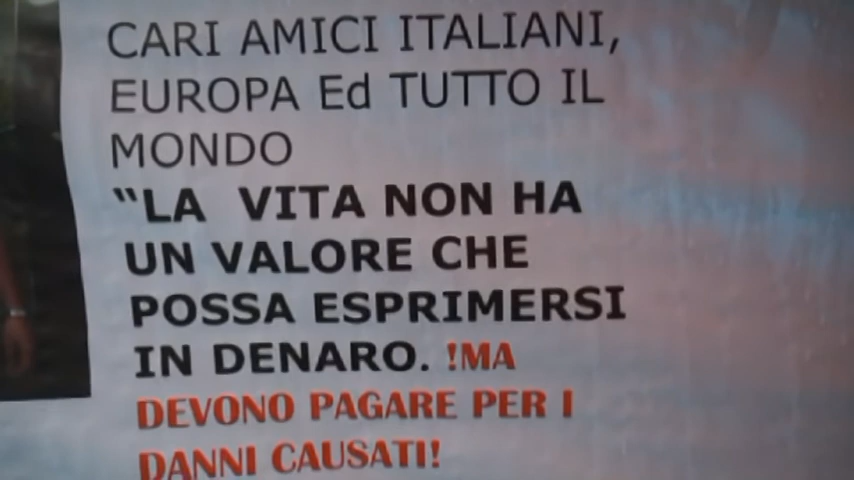 CARI AMICI ITALIANI,
EUROPA Ed TUTTO IL
MONDO
“LA VITA NON HA
UN VALORE CHE
POSSA ESPRIMERSI
IN DENARO. !MA
DEVONO PAGARE PER I
DANNI CAUSATI!